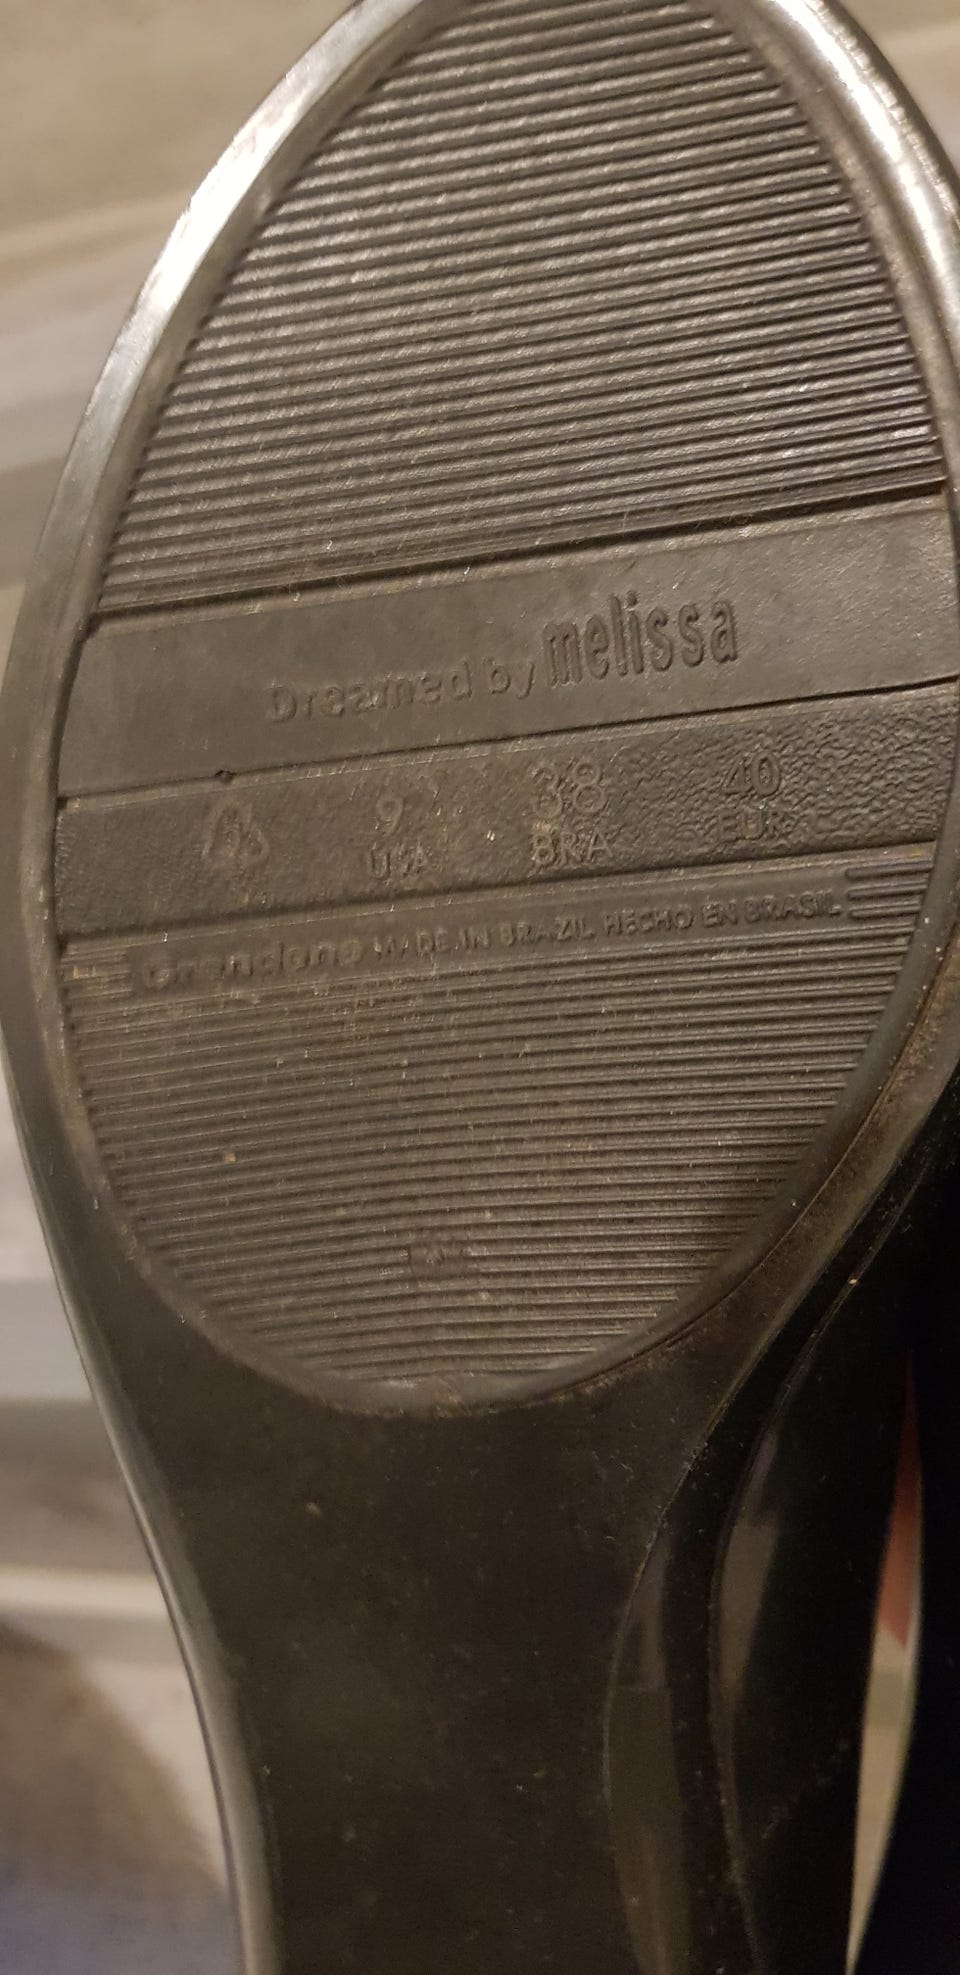 Dreamed by melissa
9 38 40
USA BRA EUR
Grendene MADE IN BRAZIL HECHO EN BRASIL